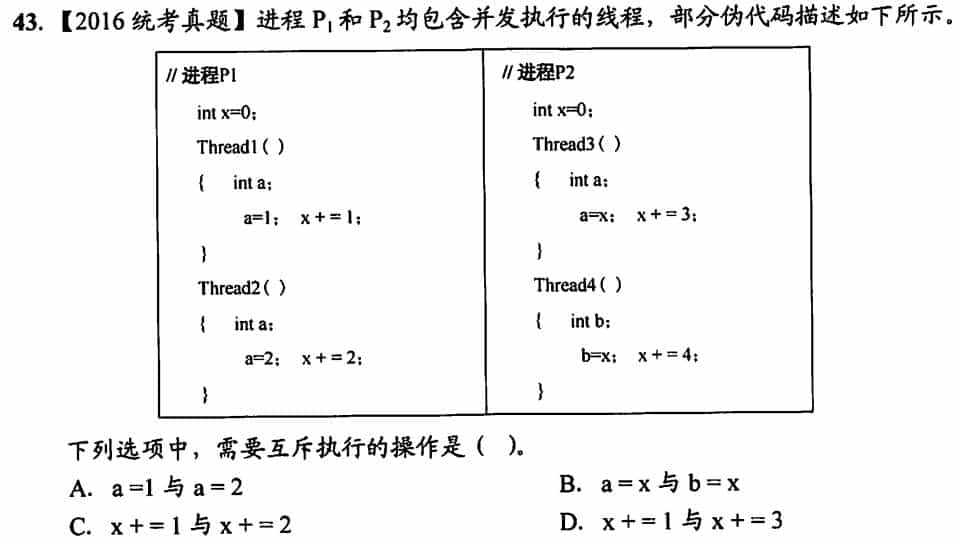 43.【2016 统考真题】进程 P1 和 P2 均包含并发执行的线程，部分伪代码描述如下所示。
// 进程P1
int x=0;
Thread1 ( )
{ int a;
a=1; x + = 1;
}
Thread2 ( )
{ int a;
a=2; x + = 2;
}
// 进程P2
int x=0;
Thread3 ( )
{ int a;
a=x; x + = 3;
}
Thread4 ( )
{ int b;
b=x; x + = 4;
}
下列选项中，需要互斥执行的操作是（ ）。
A. a =1 与 a = 2
B. a = x 与 b = x
C. x + = 1 与 x + = 2
D. x + = 1 与 x + = 3